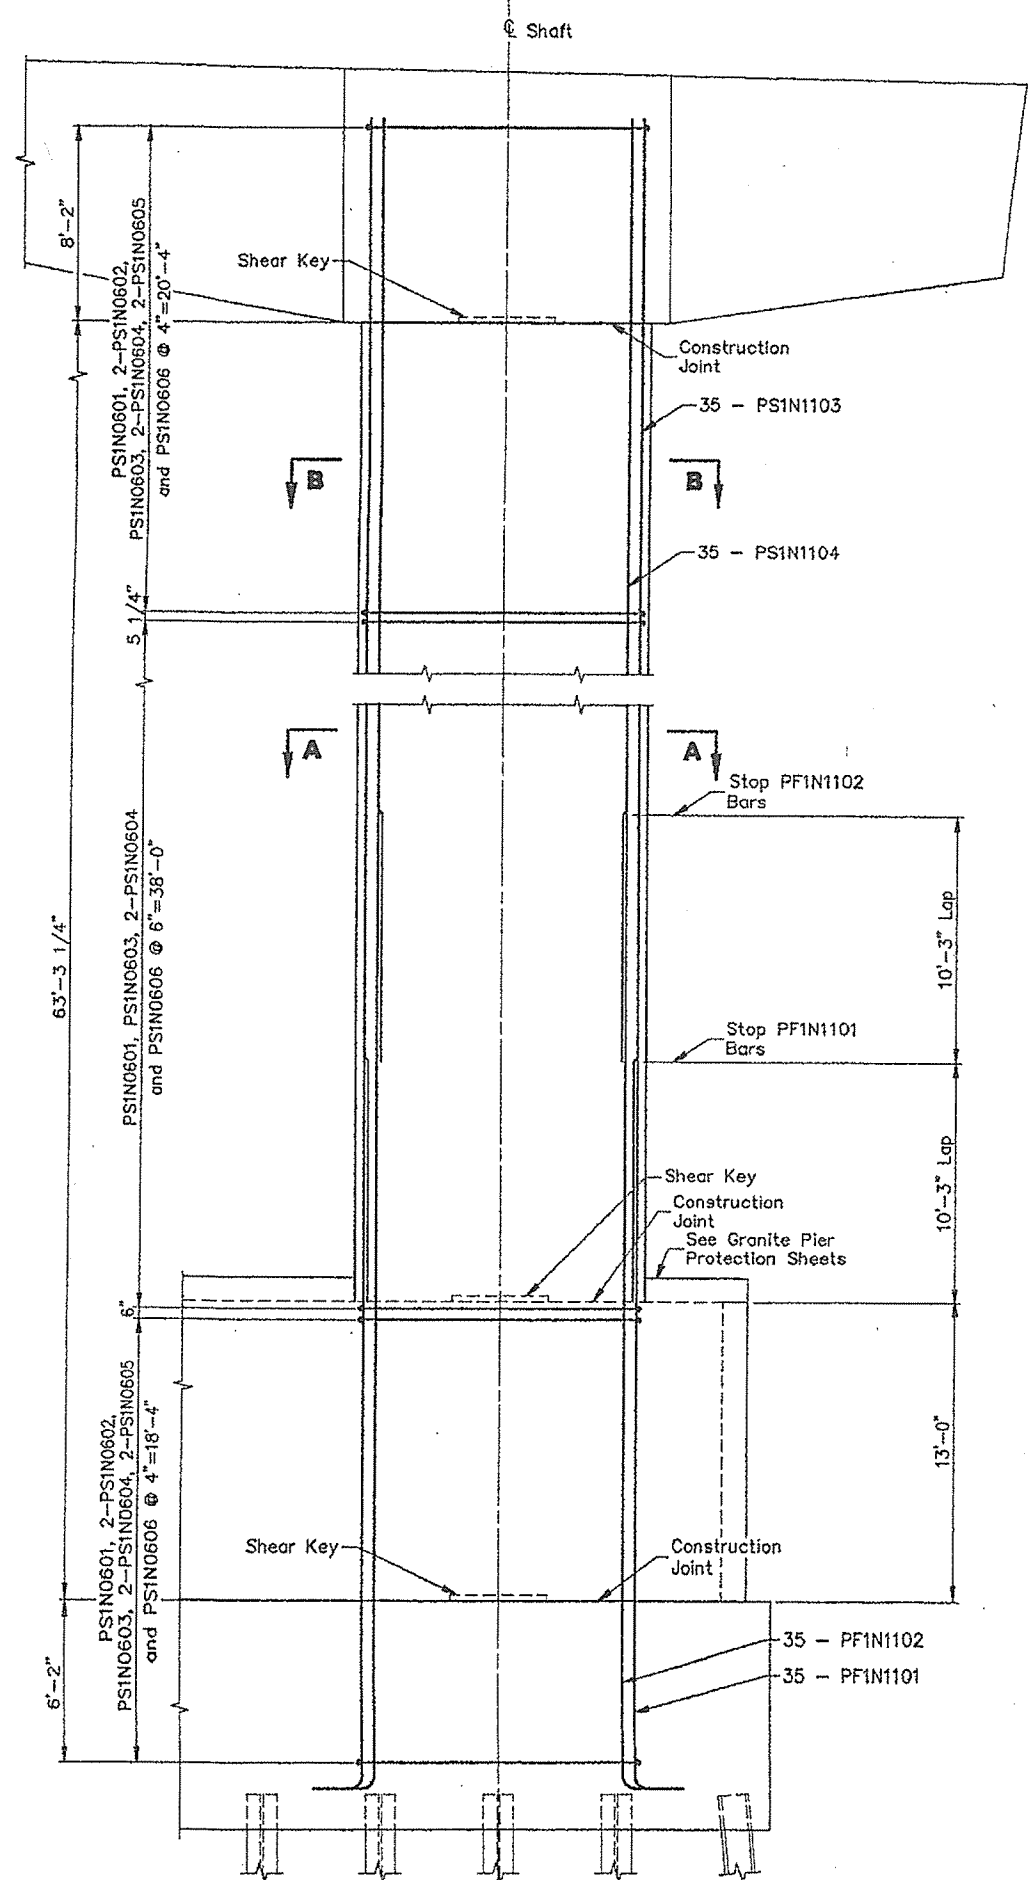 ℄ Shaft
8'-2"
PS1N0601, 2-PS1N0602,
PS1N0603, 2-PS1N0604, 2-PS1N0605
and PS1N0606 @ 4"=20'-4"
Shear Key
Construction
Joint
35 - PS1N1103
B
B
35 - PS1N1104
5 1/4"
A
A
Stop PF1N1102
Bars
63'-3 1/4"
PS1N0601, PS1N0603, 2-PS1N0604
and PS1N0606 @ 6"=38'-0"
10'-3" Lap
Stop PF1N1101
Bars
10'-3" Lap
Shear Key
Construction
Joint
See Granite Pier
Protection Sheets
6"
PS1N0601, 2-PS1N0602,
PS1N0603, 2-PS1N0604, 2-PS1N0605
and PS1N0606 @ 4"=18'-4"
13'-0"
Shear Key
Construction
Joint
6'-2"
35 - PF1N1102
35 - PF1N1101